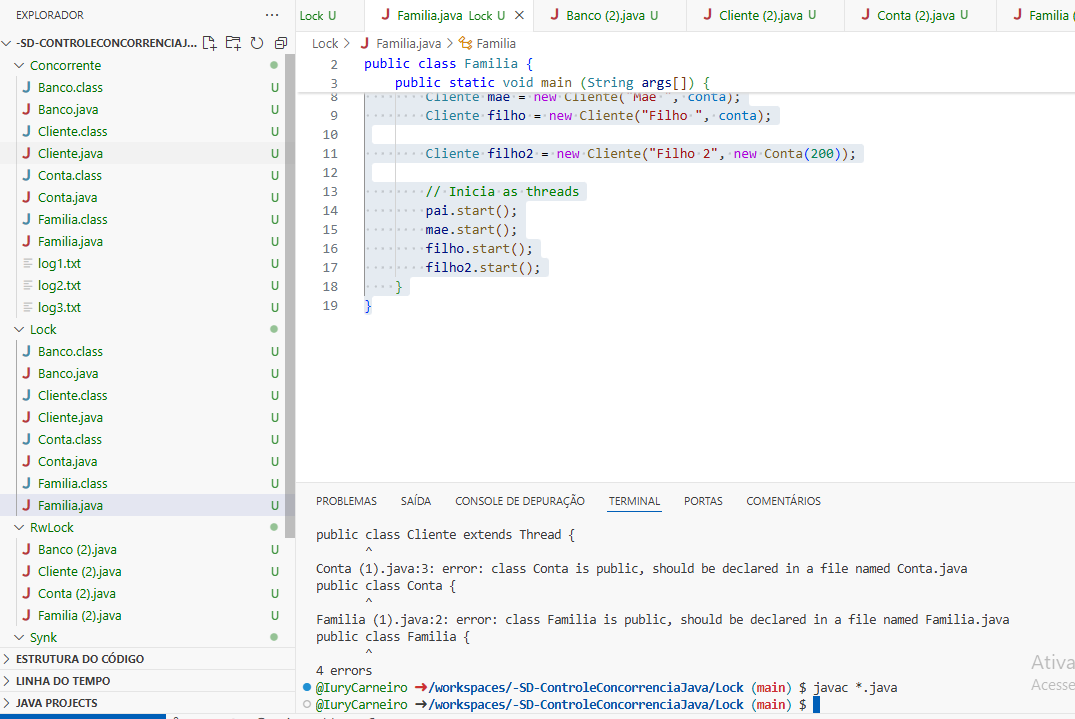 EXPLORADOR
-SD-CONTROLECONCORRENCIAJ...
Concorrente
Banco.class U
Banco.java U
Cliente.class U
Cliente.java U
Conta.class U
Conta.java U
Familia.class U
Familia.java U
log1.txt U
log2.txt U
log3.txt U
Lock
Banco.class U
Banco.java U
Cliente.class U
Cliente.java U
Conta.class U
Conta.java U
Familia.class U
Familia.java U
RwLock
Banco (2).java U
Cliente (2).java U
Conta (2).java U
Familia (2).java U
Synk
ESTRUTURA DO CÓDIGO
LINHA DO TEMPO
JAVA PROJECTS
Lock U
Familia.java Lock U
Banco (2).java U
Cliente (2).java U
Conta (2).java U
Familia (
Lock > Familia.java > Familia
2 public class Familia {
3 public static void main (String args[]) {
8 Cliente mae = new Cliente("Mae ", conta);
9 Cliente filho = new Cliente("Filho ", conta);
10
11 Cliente filho2 = new Cliente("Filho 2", new Conta(200));
12
13 // Inicia as threads
14 pai.start();
15 mae.start();
16 filho.start();
17 filho2.start();
18 }
19 }
PROBLEMAS SAÍDA CONSOLE DE DEPURAÇÃO TERMINAL PORTAS COMENTÁRIOS
public class Cliente extends Thread {
^
Conta (1).java:3: error: class Conta is public, should be declared in a file named Conta.java
public class Conta {
^
Familia (1).java:2: error: class Familia is public, should be declared in a file named Familia.java
public class Familia {
^
4 errors
@IuryCarneiro ➜/workspaces/-SD-ControleConcorrenciaJava/Lock (main) $ javac *.java
@IuryCarneiro ➜/workspaces/-SD-ControleConcorrenciaJava/Lock (main) $
Ativa
Acesse